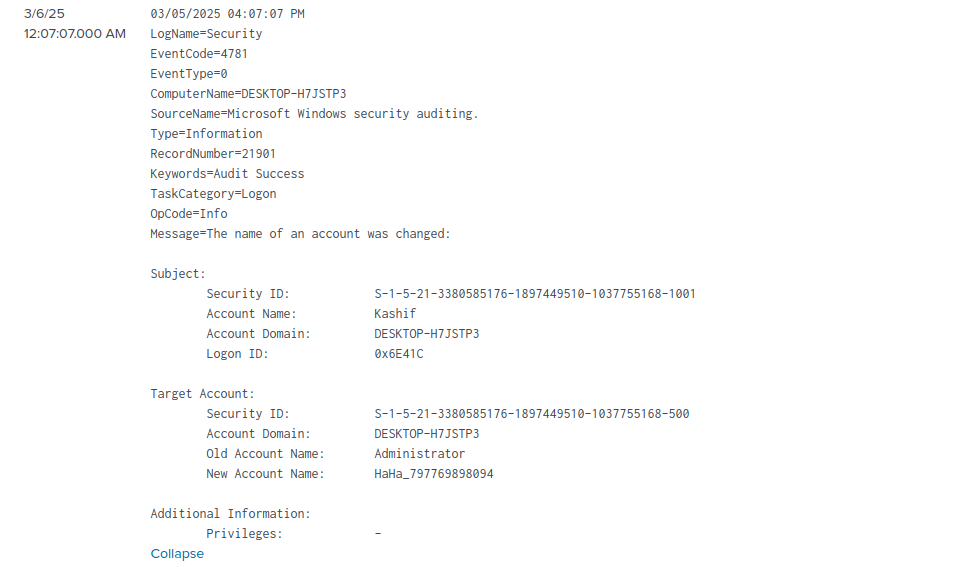 3/6/25
12:07:07.000 AM
03/05/2025 04:07:07 PM
LogName=Security
EventCode=4781
EventType=0
ComputerName=DESKTOP-H7JSTP3
SourceName=Microsoft Windows security auditing.
Type=Information
RecordNumber=21901
Keywords=Audit Success
TaskCategory=Logon
OpCode=Info
Message=The name of an account was changed:
Subject:
Security ID: S-1-5-21-3380585176-1897449510-1037755168-1001
Account Name: Kashif
Account Domain: DESKTOP-H7JSTP3
Logon ID: 0x6E41C
Target Account:
Security ID: S-1-5-21-3380585176-1897449510-1037755168-500
Account Domain: DESKTOP-H7JSTP3
Old Account Name: Administrator
New Account Name: HaHa_797769898094
Additional Information:
Privileges: -
Collapse